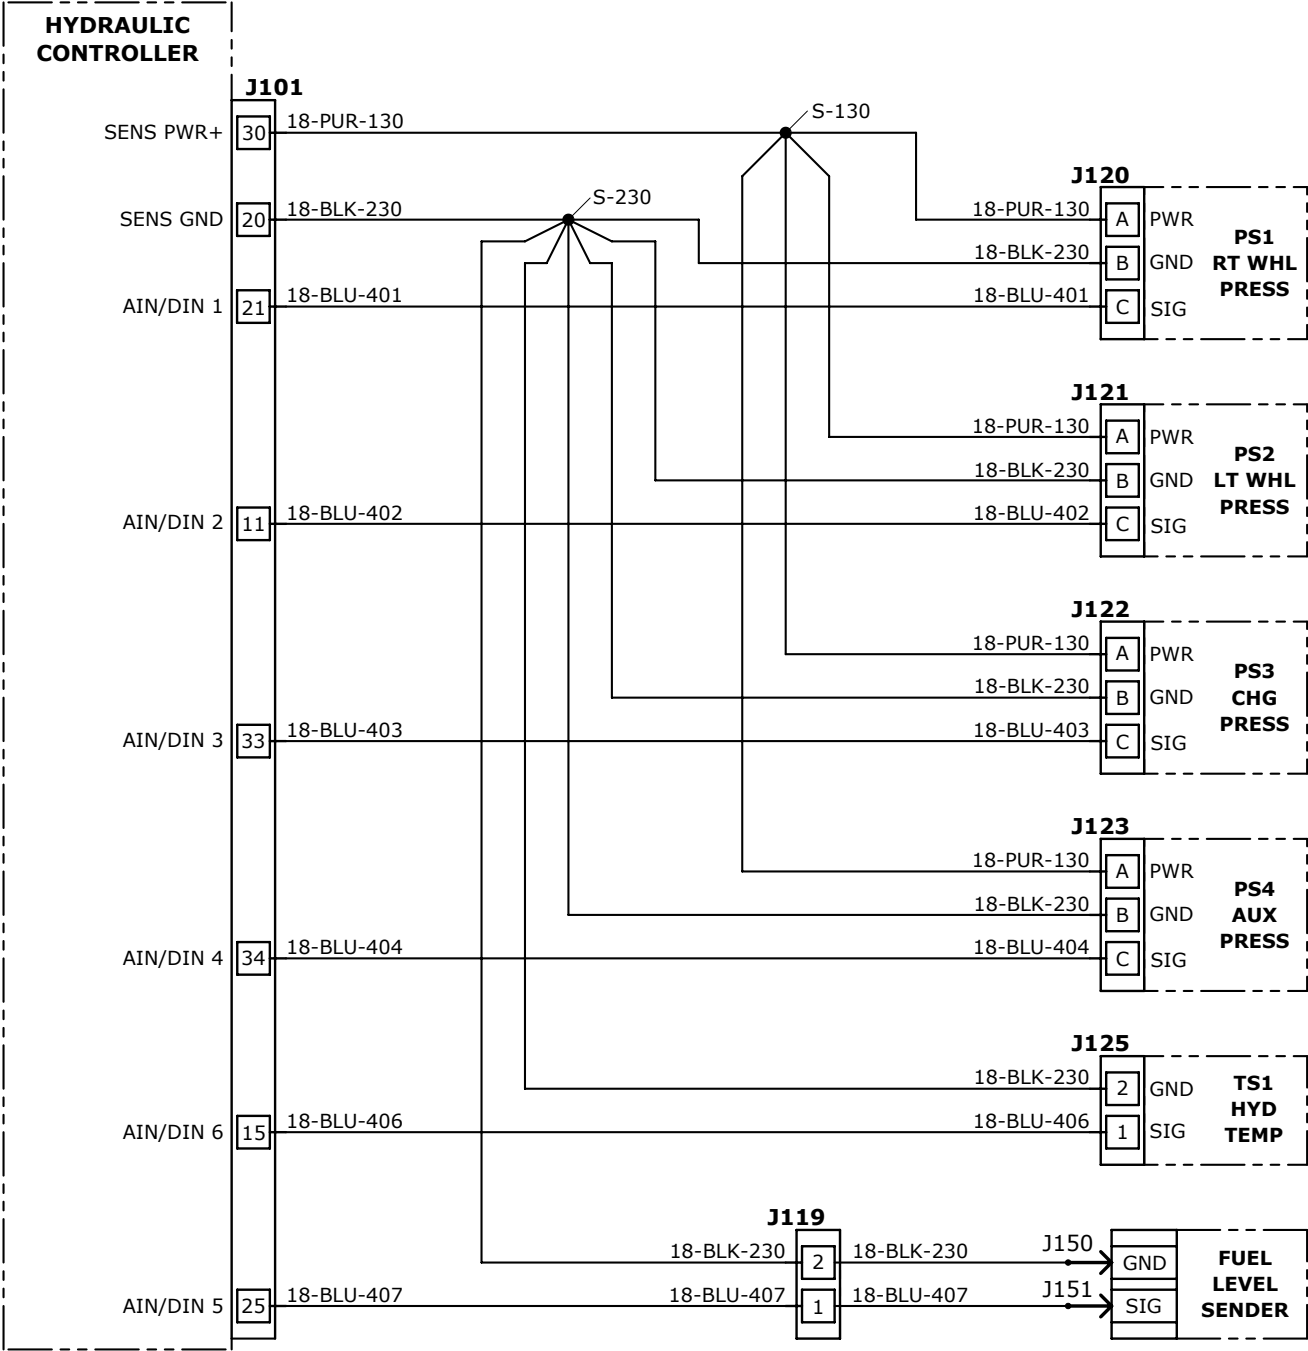 HYDRAULIC
CONTROLLER
J101
SENS PWR+ 30 18-PUR-130
S-130
SENS GND 20 18-BLK-230
S-230
AIN/DIN 1 21 18-BLU-401
J120
18-PUR-130 A PWR
18-BLK-230 B GND
18-BLU-401 C SIG
PS1
RT WHL
PRESS
J121
18-PUR-130 A PWR
18-BLK-230 B GND
AIN/DIN 2 11 18-BLU-402
18-BLU-402 C SIG
PS2
LT WHL
PRESS
J122
18-PUR-130 A PWR
18-BLK-230 B GND
AIN/DIN 3 33 18-BLU-403
18-BLU-403 C SIG
PS3
CHG
PRESS
J123
18-PUR-130 A PWR
18-BLK-230 B GND
AIN/DIN 4 34 18-BLU-404
18-BLU-404 C SIG
PS4
AUX
PRESS
J125
18-BLK-230 2 GND
AIN/DIN 6 15 18-BLU-406
18-BLU-406 1 SIG
TS1
HYD
TEMP
J119
18-BLK-230 2 18-BLK-230 J150 GND
AIN/DIN 5 25 18-BLU-407
18-BLU-407 1 18-BLU-407 J151 SIG
FUEL
LEVEL
SENDER